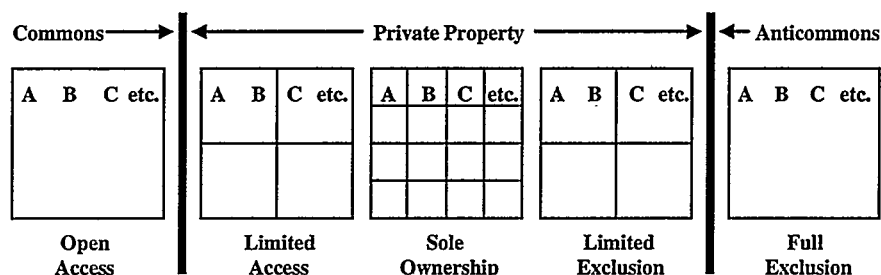 Commons Private Property Anticommons
A B C etc. A B C etc. A B C etc. A B C etc. A B C etc.
Open Limited Sole Limited Full
Access Access Ownership Exclusion Exclusion